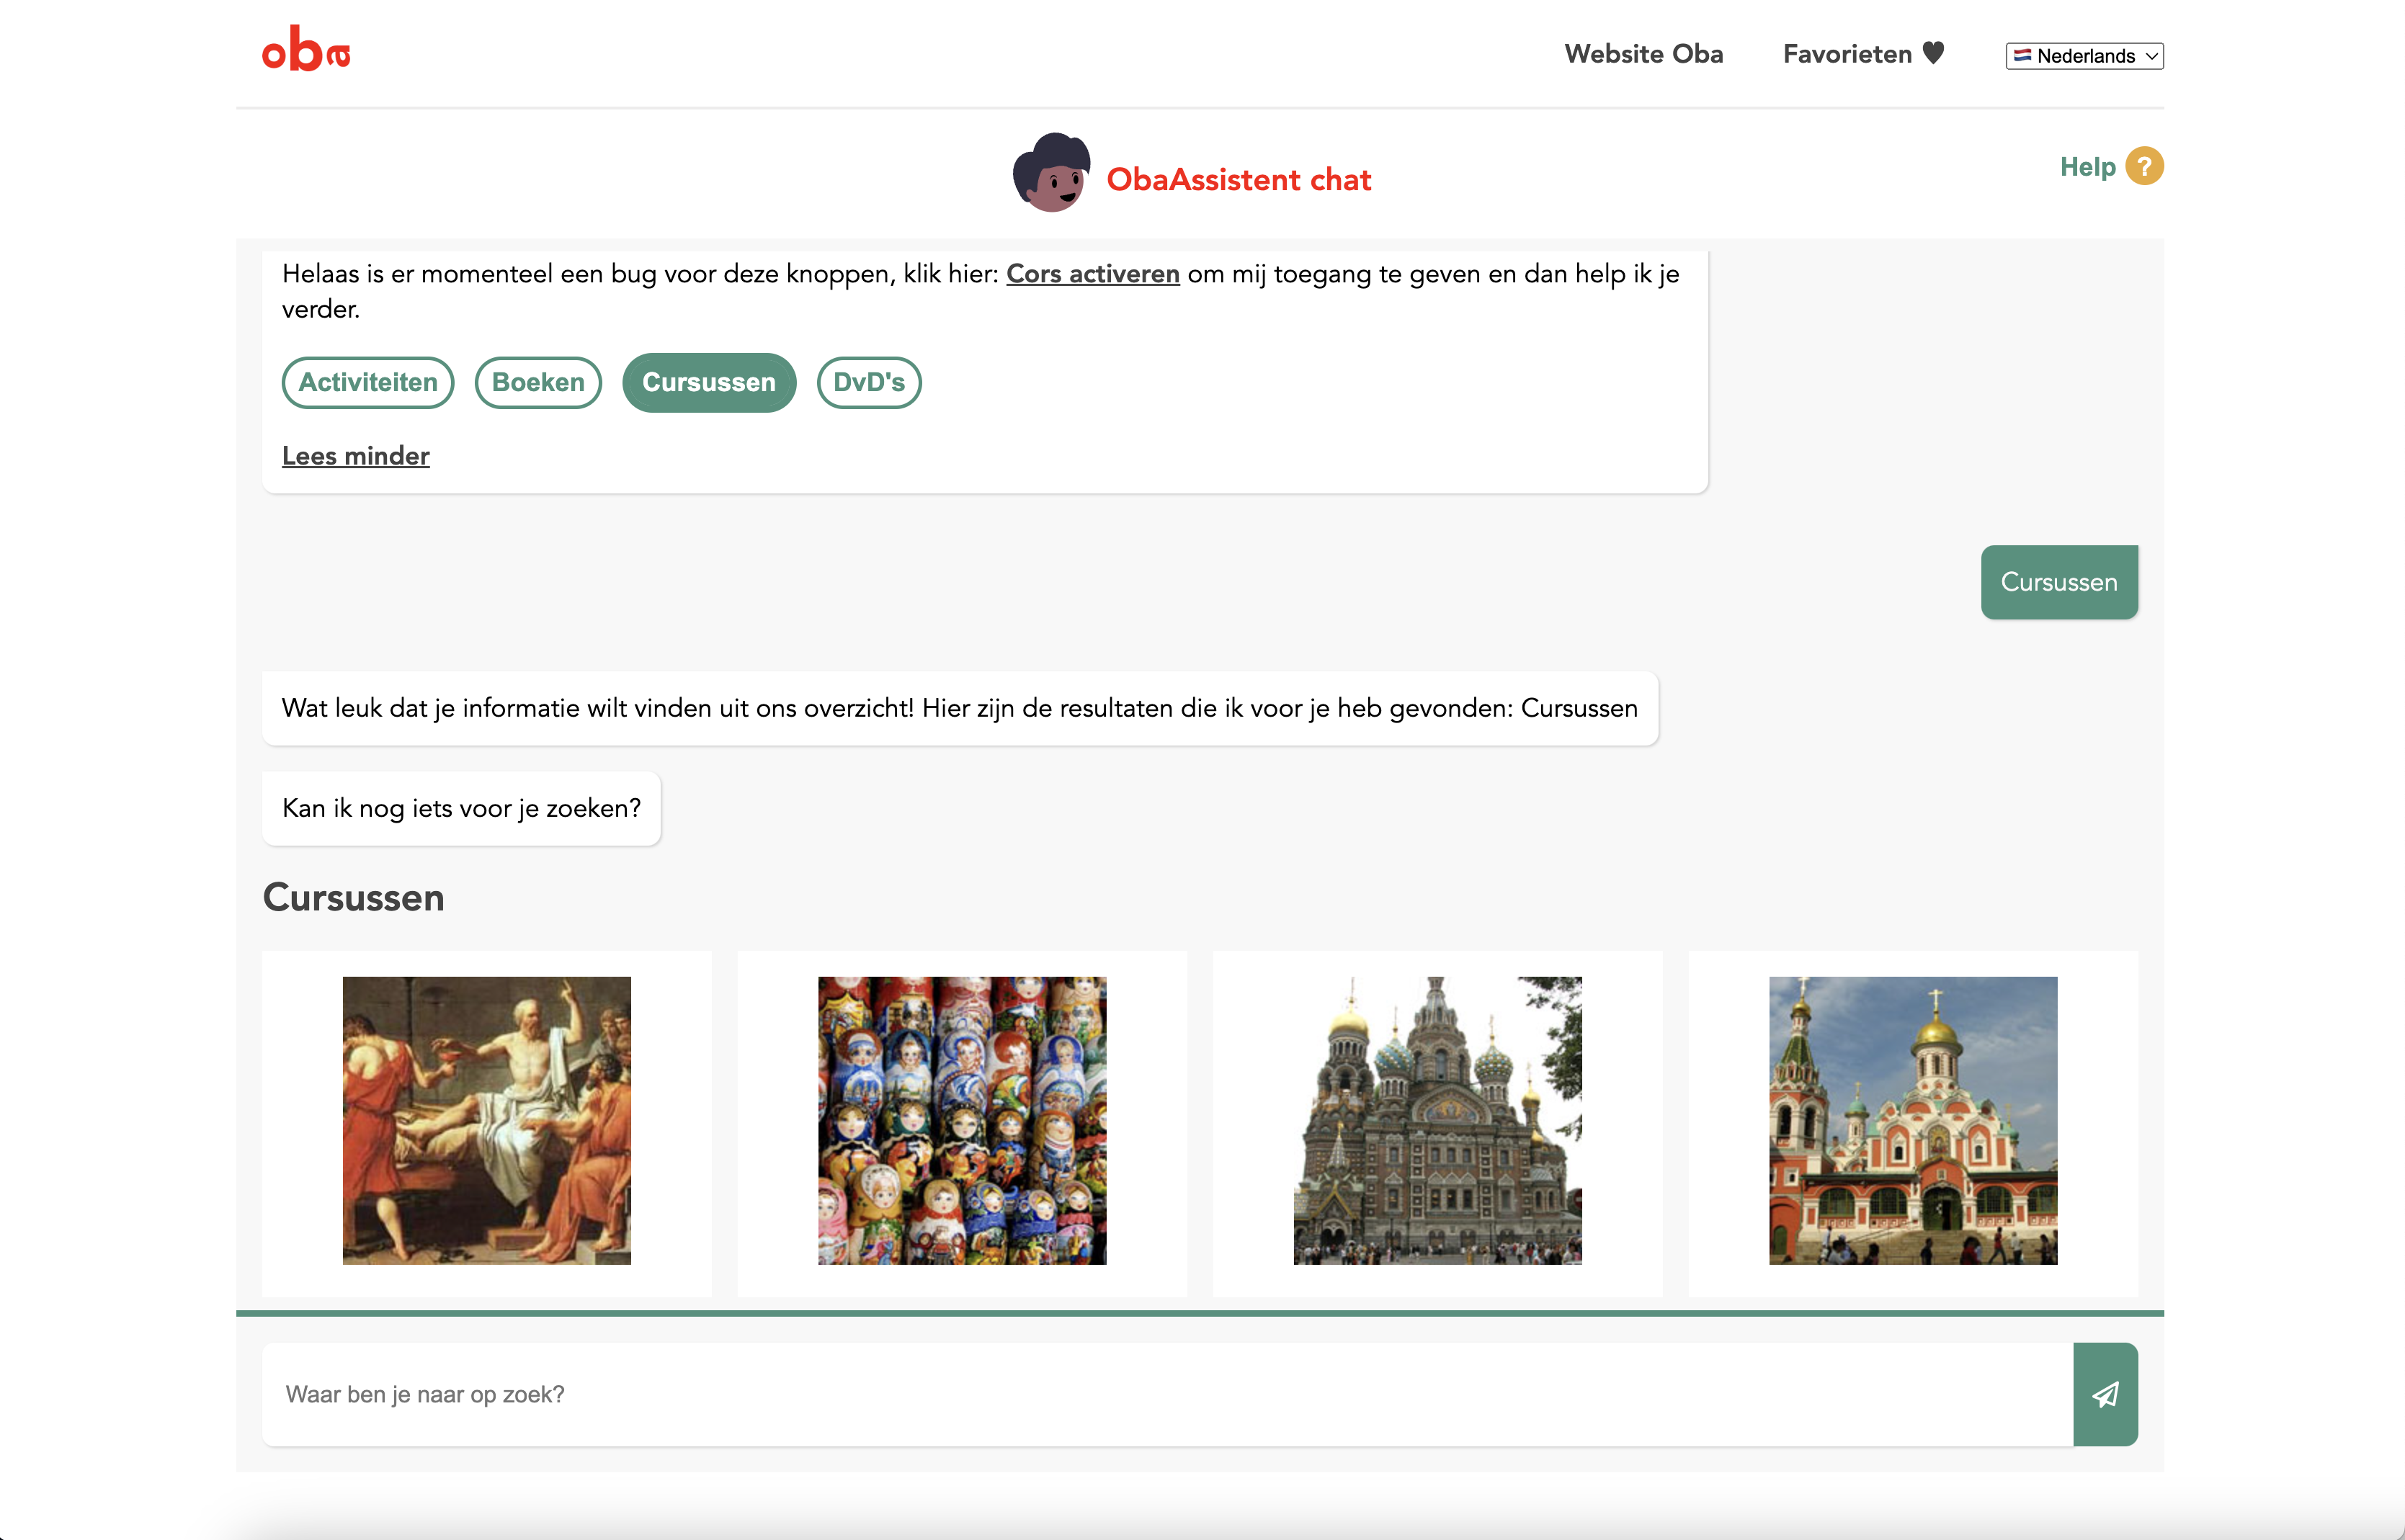 oba
Website Oba
Favorieten
Nederlands
ObaAssistent chat
Help ?
Helaas is er momenteel een bug voor deze knoppen, klik hier: Cors activeren om mij toegang te geven en dan help ik je
verder.
Activiteiten
Boeken
Cursussen
DvD's
Lees minder
Cursussen
Wat leuk dat je informatie wilt vinden uit ons overzicht! Hier zijn de resultaten die ik voor je heb gevonden: Cursussen
Kan ik nog iets voor je zoeken?
Cursussen
Waar ben je naar op zoek?